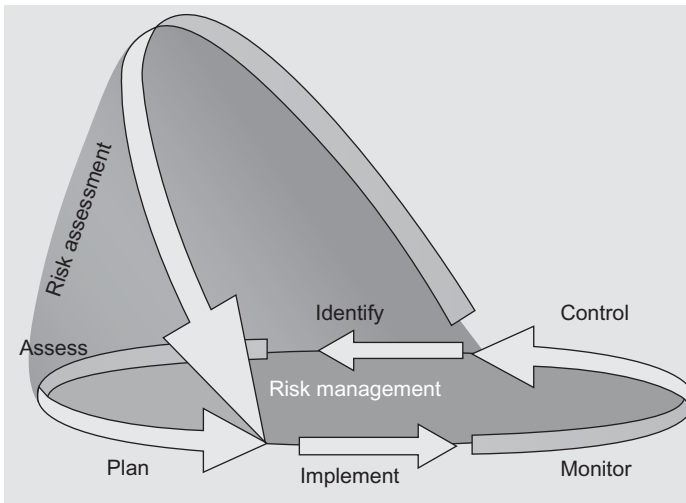 Risk assessment
Identify
Control
Assess
Risk management
Plan
Implement
Monitor